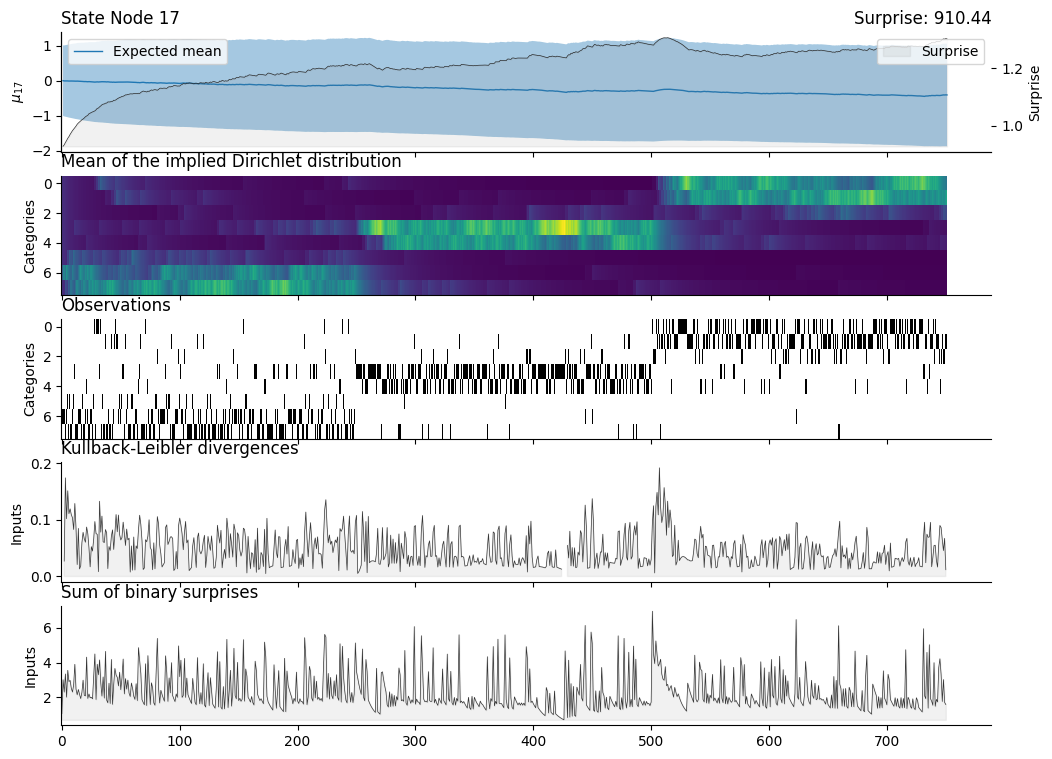 State Node 17 Surprise: 910.44
1 Expected mean Surprise
0 1.2
−1 1.0
−2
μ17
Surprise
Mean of the implied Dirichlet distribution
0
2
4
6
Categories
Observations
0
2
4
6
Categories
Kullback-Leibler divergences
0.2
0.1
0.0
Inputs
Sum of binary surprises
6
4
2
Inputs
0 100 200 300 400 500 600 700